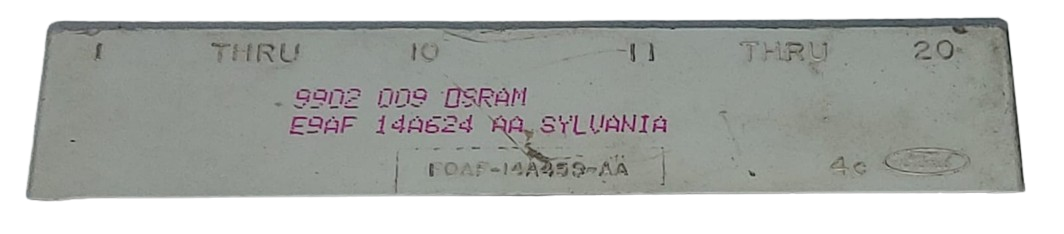 1 THRU 10 11 THRU 20
9902 009 OSRAM
E9AF 14A624 AA SYLVANIA
F0AF-14A459-AA 4c Ford